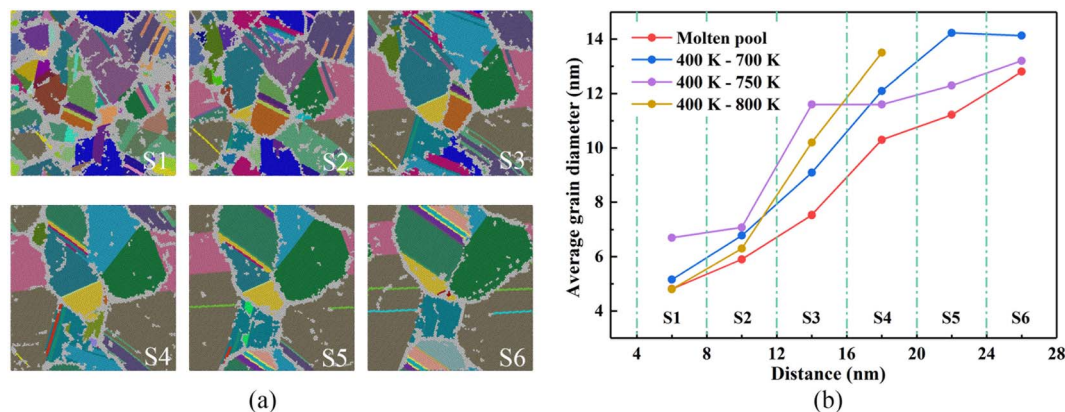 (a)
S1
S2
S3
S4
S5
S6
(a)
Average grain diameter (nm)
14
12
10
8
6
4
Molten pool
400 K - 700 K
400 K - 750 K
400 K - 800 K
S1 S2 S3 S4 S5 S6
4 8 12 16 20 24 28
Distance (nm)
(b)